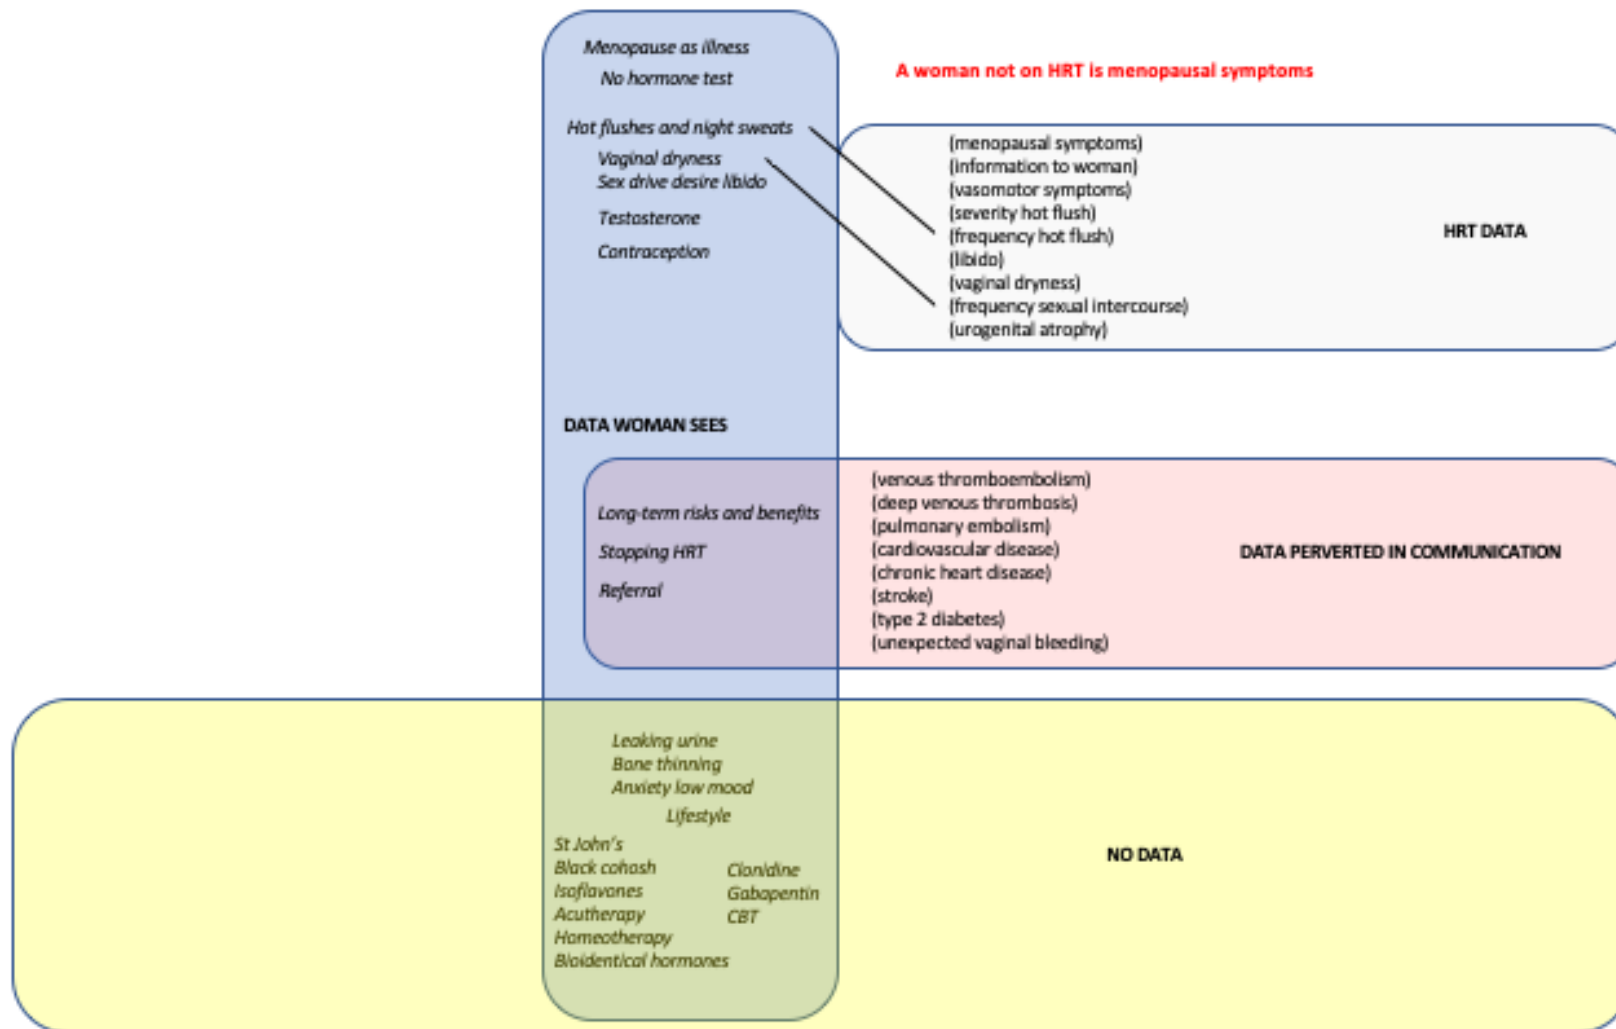 Menopause as illness
No hormone test
A woman not on HRT is menopausal symptoms
Hot flushes and night sweats
Vaginal dryness
Sex drive desire libido
Testosterone
Contraception
(menopausal symptoms)
(information to woman)
(vasomotor symptoms)
(severity hot flush)
(frequency hot flush)
(libido)
(vaginal dryness)
(frequency sexual intercourse)
(urogenital atrophy)
HRT DATA
DATA WOMAN SEES
Long-term risks and benefits
Stopping HRT
Referral
(venous thromboembolism)
(deep venous thrombosis)
(pulmonary embolism)
(cardiovascular disease)
(chronic heart disease)
(stroke)
(type 2 diabetes)
(unexpected vaginal bleeding)
DATA PERVERTED IN COMMUNICATION
Leaking urine
Bone thinning
Anxiety low mood
Lifestyle
St John's
Black cohosh
Isoflavones
Acutherapy
Homeotherapy
Bioidentical hormones
Clonidine
Gabapentin
CBT
NO DATA